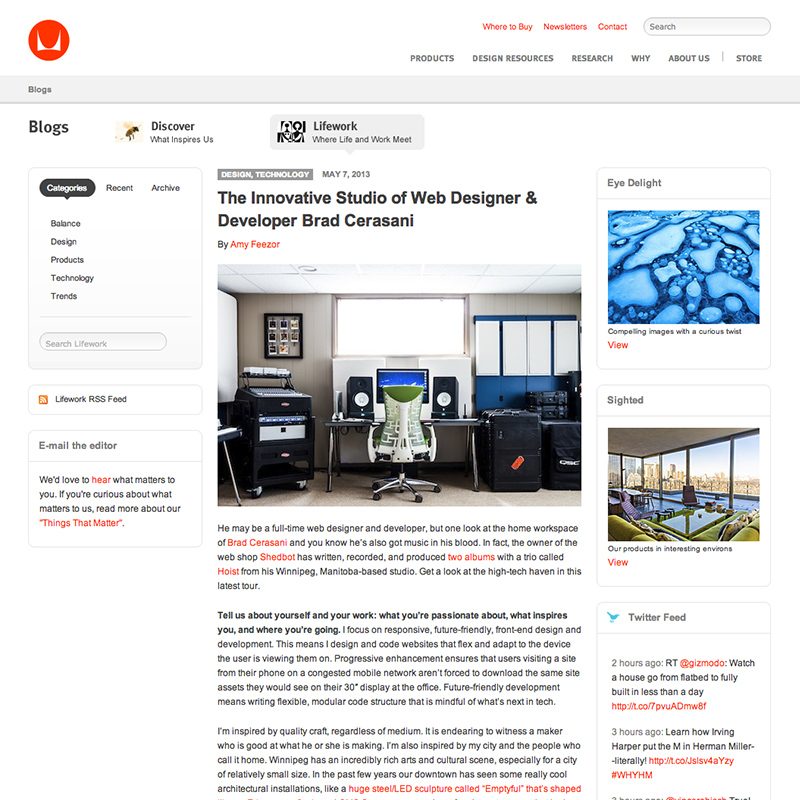 Where to Buy Newsletters Contact Search
PRODUCTS DESIGN RESOURCES RESEARCH WHY ABOUT US STORE
Blogs
Blogs
Discover
What Inspires Us
Lifework
Where Life and Work Meet
Categories Recent Archive
Balance
Design
Products
Technology
Trends
Search Lifework
Lifework RSS Feed
E-mail the editor
We'd love to hear what matters to
you. If you're curious about what
matters to us, read more about our
"Things That Matter".
DESIGN, TECHNOLOGY MAY 7, 2013
The Innovative Studio of Web Designer &
Developer Brad Cerasani
By Amy Feezor
QSC
He may be a full-time web designer and developer, but one look at the home workspace
of Brad Cerasani and you know he's also got music in his blood. In fact, the owner of the
web shop Shedbot has written, recorded, and produced two albums with a trio called
Hoist from his Winnipeg, Manitoba-based studio. Get a look at the high-tech haven in this
latest tour.
Tell us about yourself and your work: what you're passionate about, what inspires
you, and where you're going. I focus on responsive, future-friendly, front-end design and
development. This means I design and code websites that flex and adapt to the device
the user is viewing them on. Progressive enhancement ensures that users visiting a site
from their phone on a congested mobile network aren't forced to download the same site
assets they would see on their 30″ display at the office. Future-friendly development
means writing flexible, modular code structure that is mindful of what's next in tech.
I'm inspired by quality craft, regardless of medium. It is endearing to witness a maker
who is good at what he or she is making. I'm also inspired by my city and the people who
call it home. Winnipeg has an incredibly rich arts and cultural scene, especially for a city
of relatively small size. In the past few years our downtown has seen some really cool
architectural installations, like a huge steel/LED sculpture called "Emptyful" that's shaped
Eye Delight
Compelling images with a curious twist
View
Sighted
Our products in interesting environs
View
Twitter Feed
2 hours ago: RT @gizmodo: Watch
a house go from flatbed to fully
built in less than a day
http://t.co/7pvuADmw8f
3 hours ago: Learn how Irving
Harper put the M in Herman Miller-
-literally! http://t.co/Jslsv4aYzy
#WHYHM